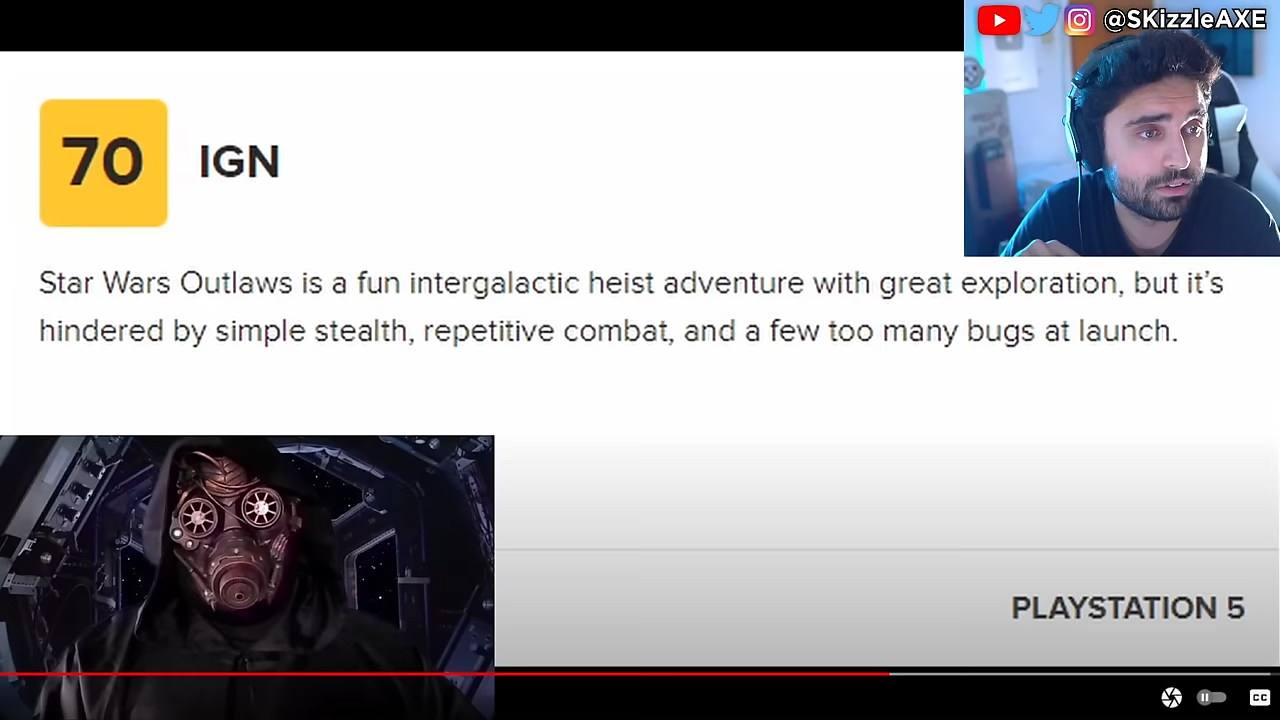 @SKizzleAXE
70 IGN
Star Wars Outlaws is a fun intergalactic heist adventure with great exploration, but it's
hindered by simple stealth, repetitive combat, and a few too many bugs at launch.
PLAYSTATION 5
CC